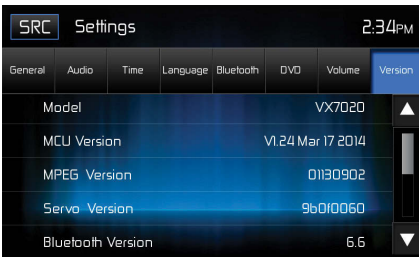 SRC Settings 2:34PM
General Audio Time Language Bluetooth DVD Volume Version
Model VX7020
MCU Version V1.24 Mar 17 2014
MPEG Version 01130902
Servo Version 9b0f0060
Bluetooth Version 6.6